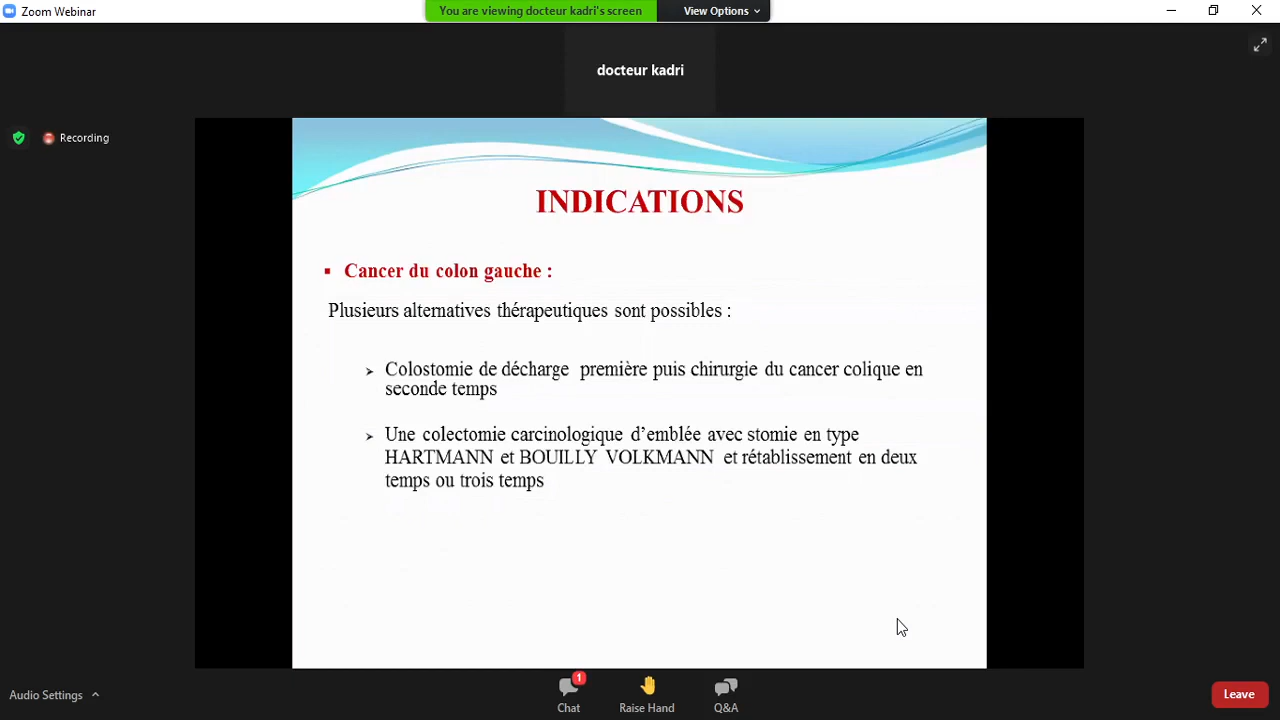 Zoom Webinar
You are viewing docteur kadri's screen
View Options
docteur kadri
Recording
INDICATIONS
Cancer du colon gauche :
Plusieurs alternatives thérapeutiques sont possibles :
Colostomie de décharge première puis chirurgie du cancer colique en
seconde temps
Une colectomie carcinologique d'emblée avec stomie en type
HARTMANN et BOUILLY VOLKMANN et rétablissement en deux
temps ou trois temps
Audio Settings
1
Chat
Raise Hand
Q&A
Leave